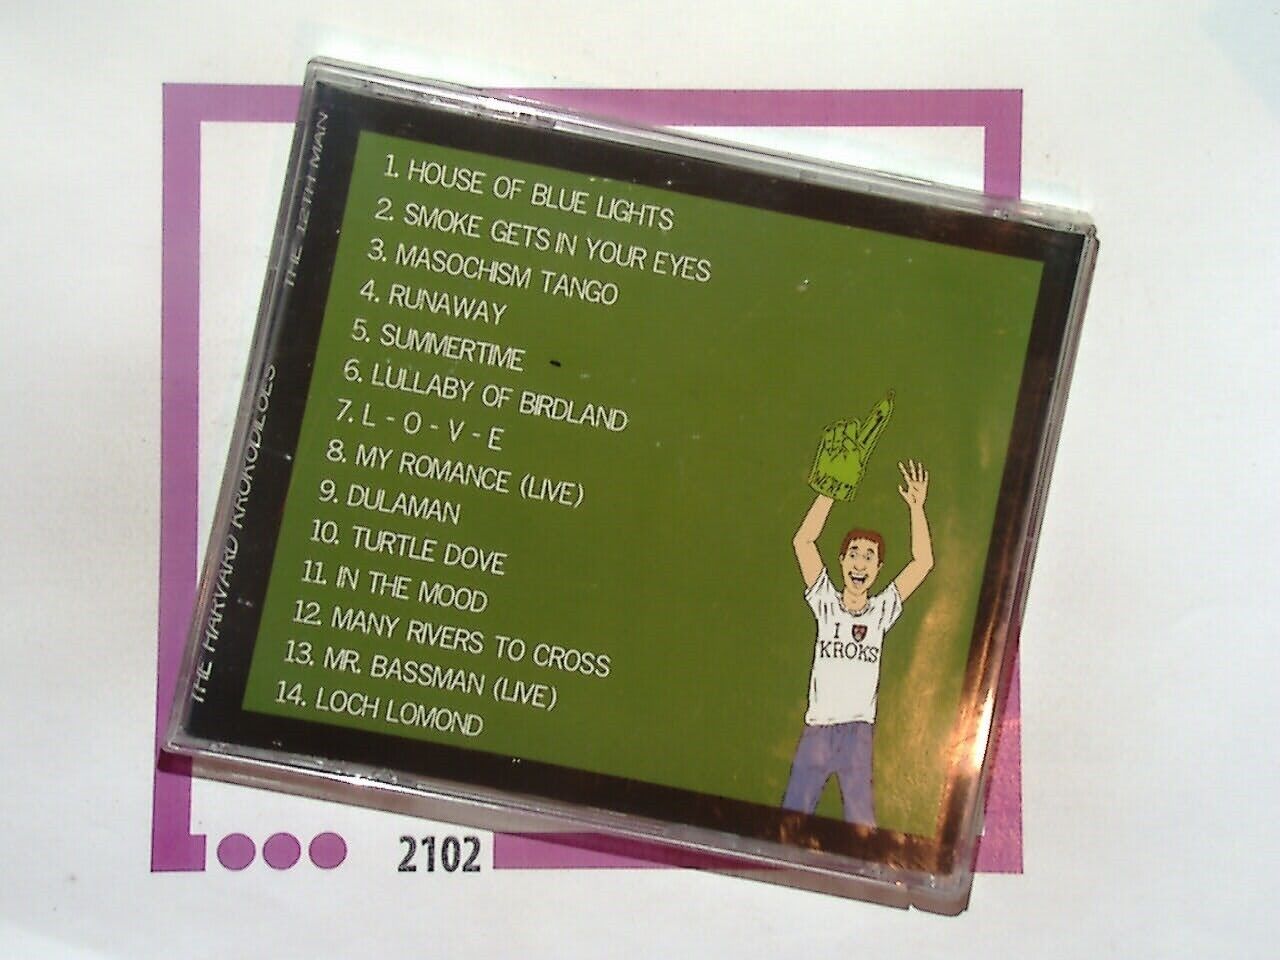 THE 12TH MAN
THE HARVARD KROKODILOES
1. HOUSE OF BLUE LIGHTS
2. SMOKE GETS IN YOUR EYES
3. MASOCHISM TANGO
4. RUNAWAY
5. SUMMERTIME
6. LULLABY OF BIRDLAND
7. L - O - V - E
8. MY ROMANCE (LIVE)
9. DULAMAN
10. TURTLE DOVE
11. IN THE MOOD
12. MANY RIVERS TO CROSS
13. MR. BASSMAN (LIVE)
14. LOCH LOMOND
I
KROKS
2102